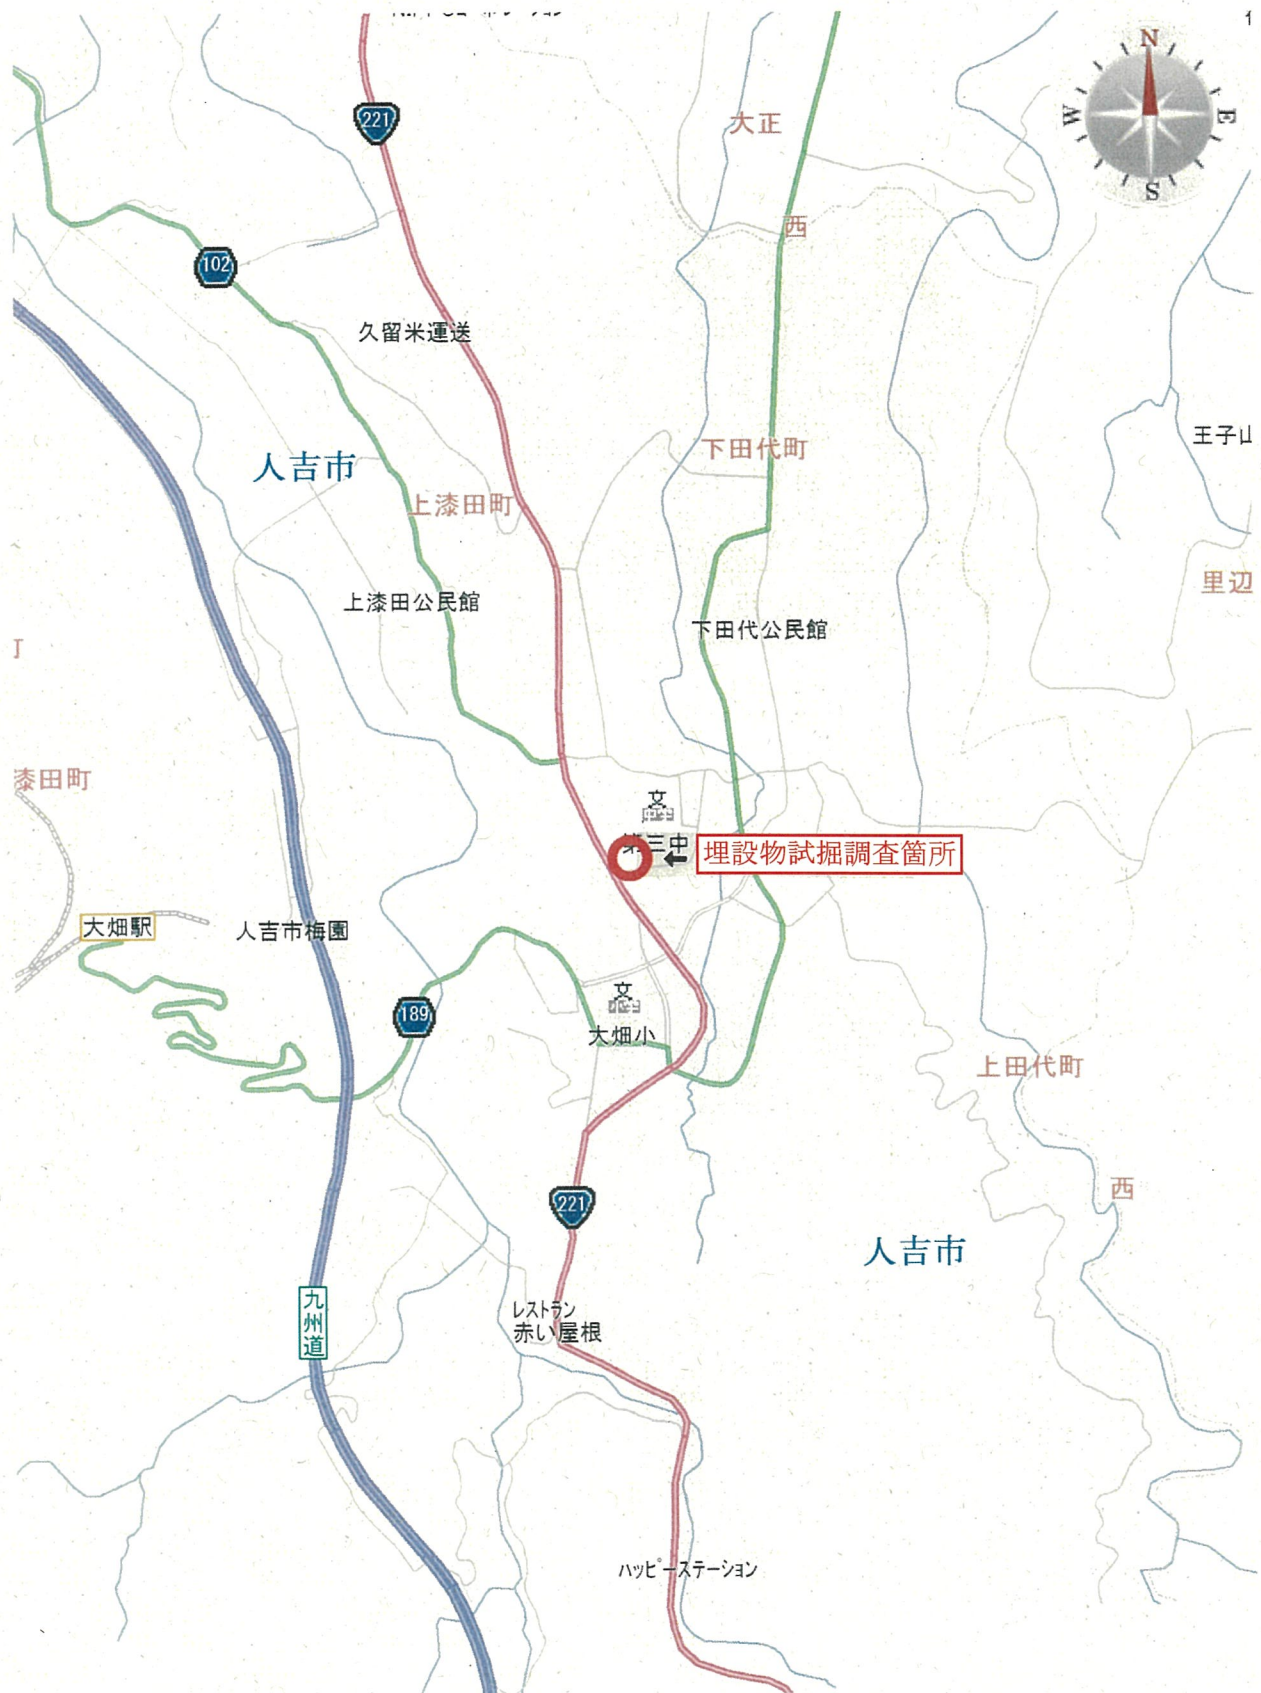 N
W
E
S
221
大正
西
102
久留米運送
下田代町
王子山
人吉市
上漆田町
里辺
上漆田公民館
下田代公民館
漆田町
文
第三中
埋設物試掘調査箇所
大畑駅
人吉市梅園
文
189
大畑小
上田代町
西
221
人吉市
九州道
レストラン
赤い屋根
ハッピーステーション